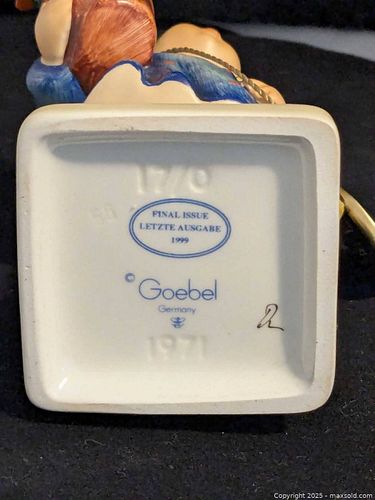 17/0
FINAL ISSUE
LETZTE AUSGABE
1999
© Goebel
Germany
1971
Copyright 2025 - maxsold.com